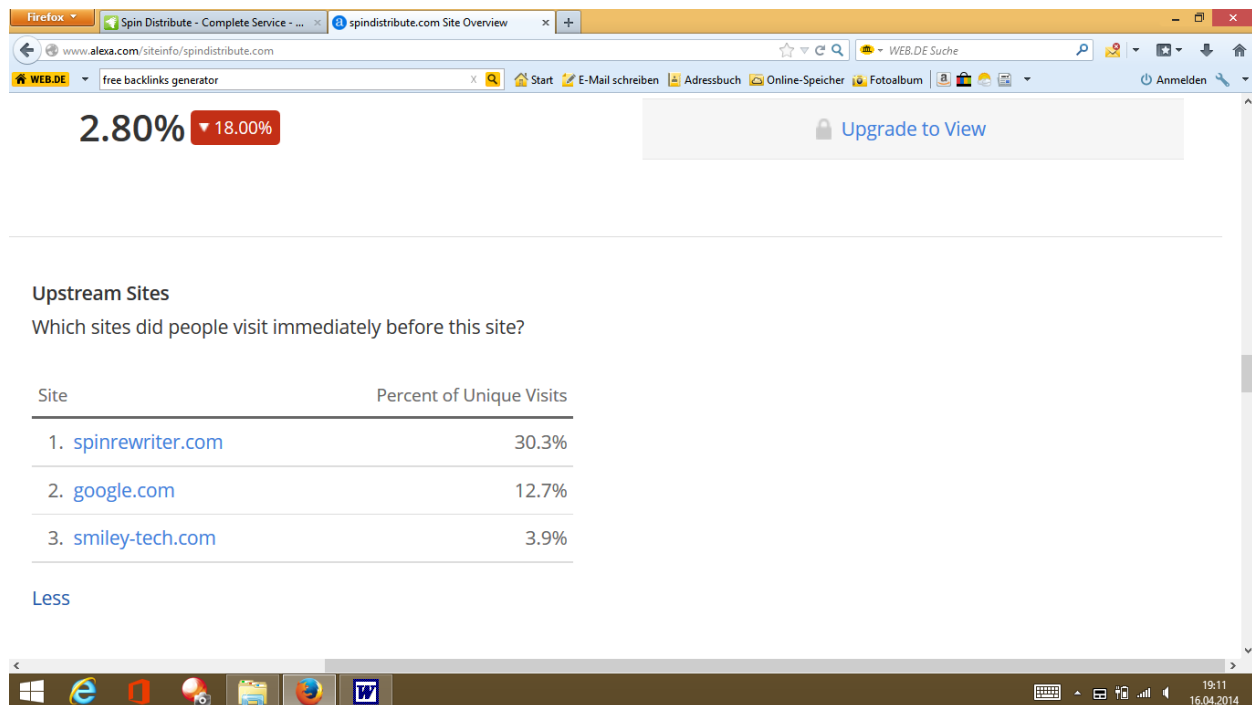 Firefox
Spin Distribute - Complete Service - ... ×
spindistribute.com Site Overview ×
www.alexa.com/siteinfo/spindistribute.com
WEB.DE Suche
WEB.DE free backlinks generator x
Start E-Mail schreiben Adressbuch Online-Speicher Fotoalbum Anmelden
2.80% 18.00%
Upgrade to View
Upstream Sites
Which sites did people visit immediately before this site?
Site Percent of Unique Visits
1. spinrewriter.com 30.3%
2. google.com 12.7%
3. smiley-tech.com 3.9%
Less
19:11
16.04.2014